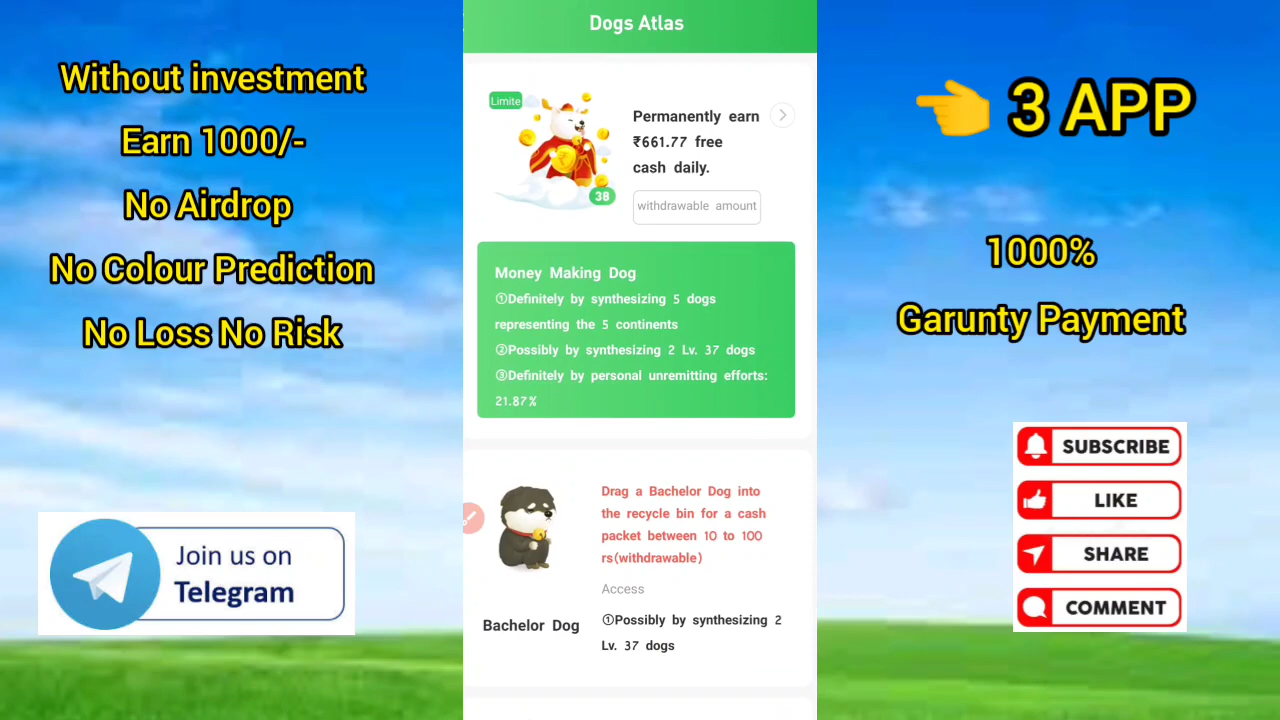 Without investment
Earn 1000/-
No Airdrop
No Colour Prediction
No Loss No Risk
Join us on
Telegram
Dogs Atlas
Limite
38
Permanently earn
₹661.77 free
cash daily.
withdrawable amount
Money Making Dog
①Definitely by synthesizing 5 dogs
representing the 5 continents
②Possibly by synthesizing 2 Lv. 37 dogs
③Definitely by personal unremitting efforts:
21.87%
Drag a Bachelor Dog into
the recycle bin for a cash
packet between 10 to 100
rs(withdrawable)
Access
Bachelor Dog
①Possibly by synthesizing 2
Lv. 37 dogs
👈 3 APP
1000%
Garunty Payment
SUBSCRIBE
LIKE
SHARE
COMMENT